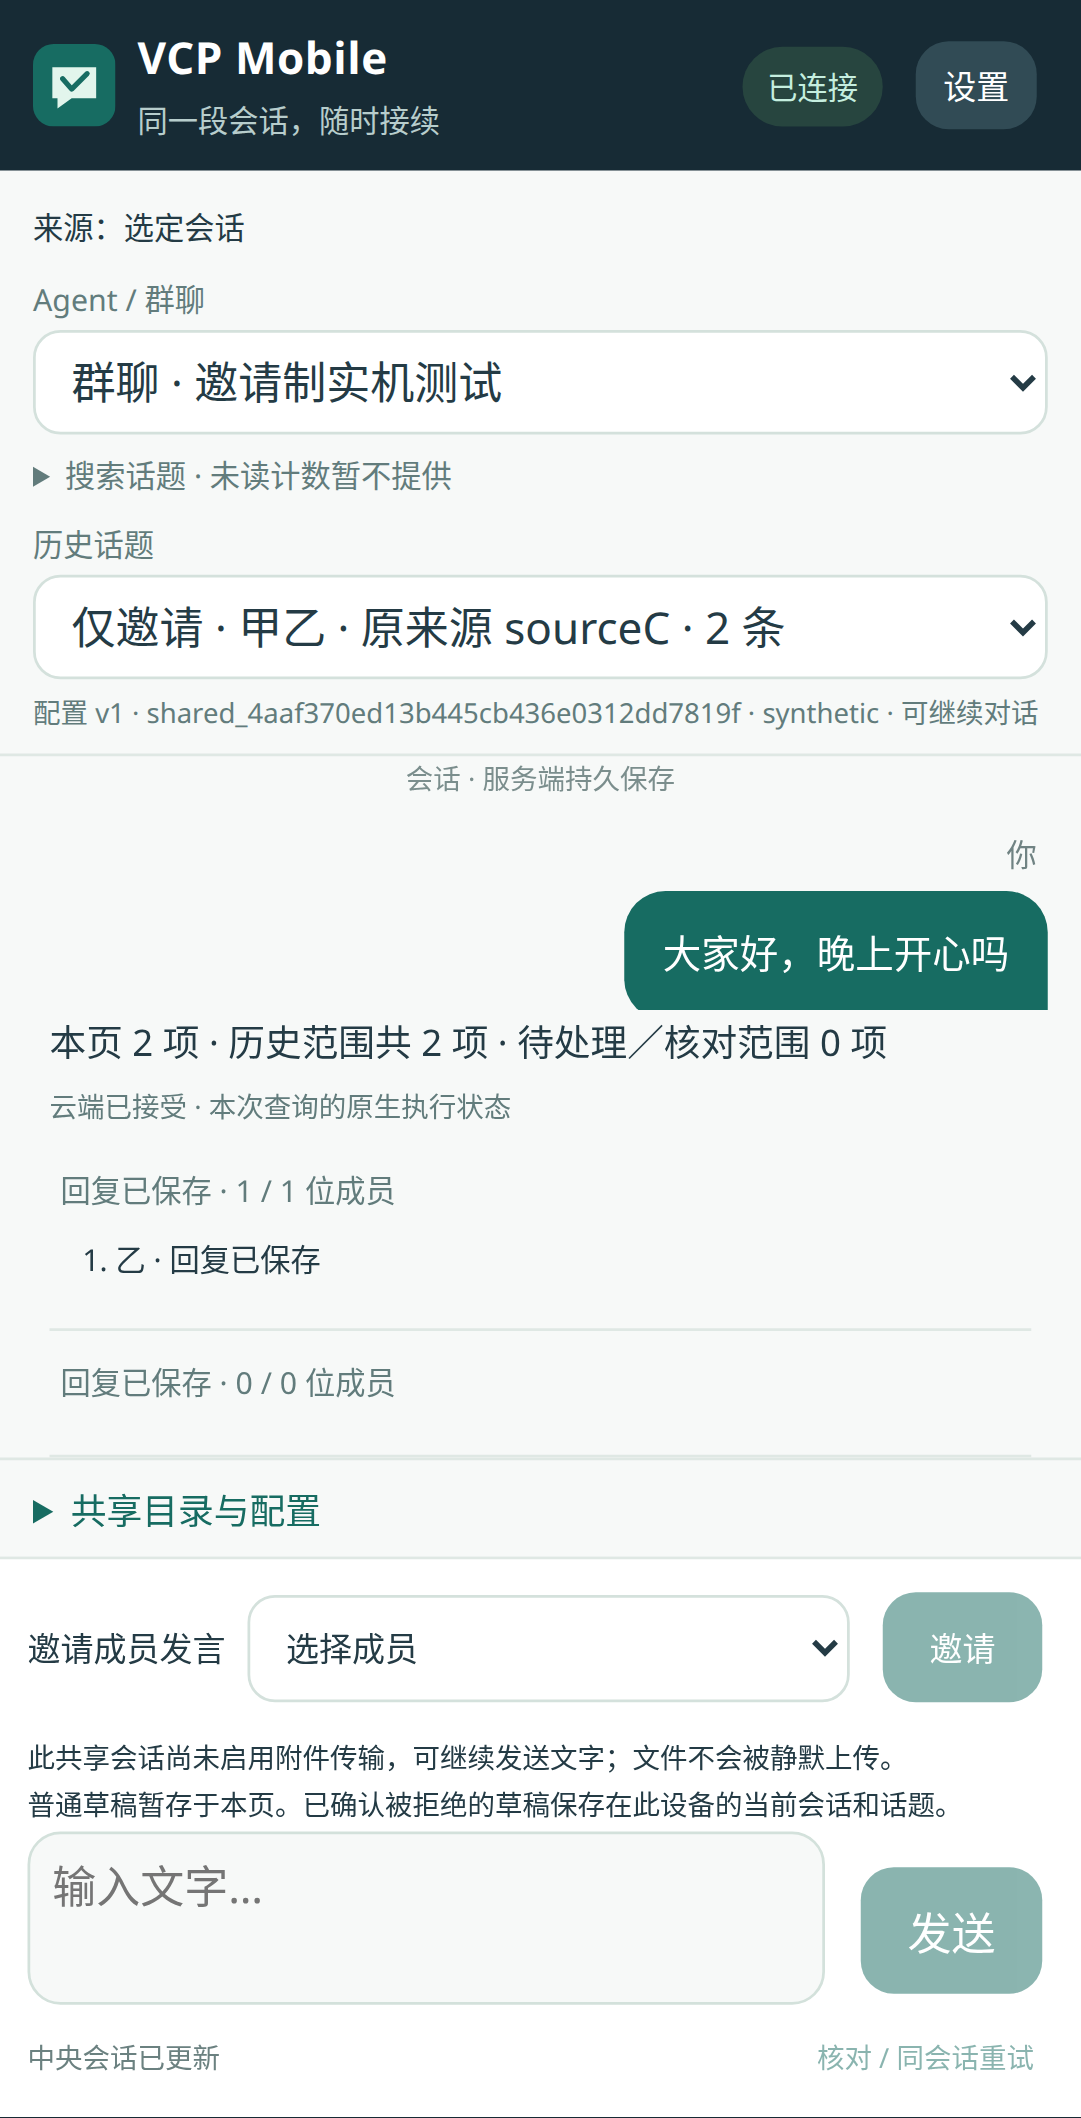 VCP Mobile
同一段会话，随时接续
已连接
设置
来源：选定会话
Agent / 群聊
群聊 · 邀请制实机测试
搜索话题 · 未读计数暂不提供
历史话题
仅邀请 · 甲乙 · 原来源 sourceC · 2 条
配置 v1 · shared_4aaf370ed13b445cb436e0312dd7819f · synthetic · 可继续对话
会话 · 服务端持久保存
你
大家好，晚上开心吗
本页 2 项 · 历史范围共 2 项 · 待处理／核对范围 0 项
云端已接受 · 本次查询的原生执行状态
回复已保存 · 1 / 1 位成员
1. 乙 · 回复已保存
回复已保存 · 0 / 0 位成员
共享目录与配置
邀请成员发言
选择成员
邀请
此共享会话尚未启用附件传输，可继续发送文字；文件不会被静默上传。
普通草稿暂存于本页。已确认被拒绝的草稿保存在此设备的当前会话和话题。
输入文字...
发送
中央会话已更新
核对 / 同会话重试